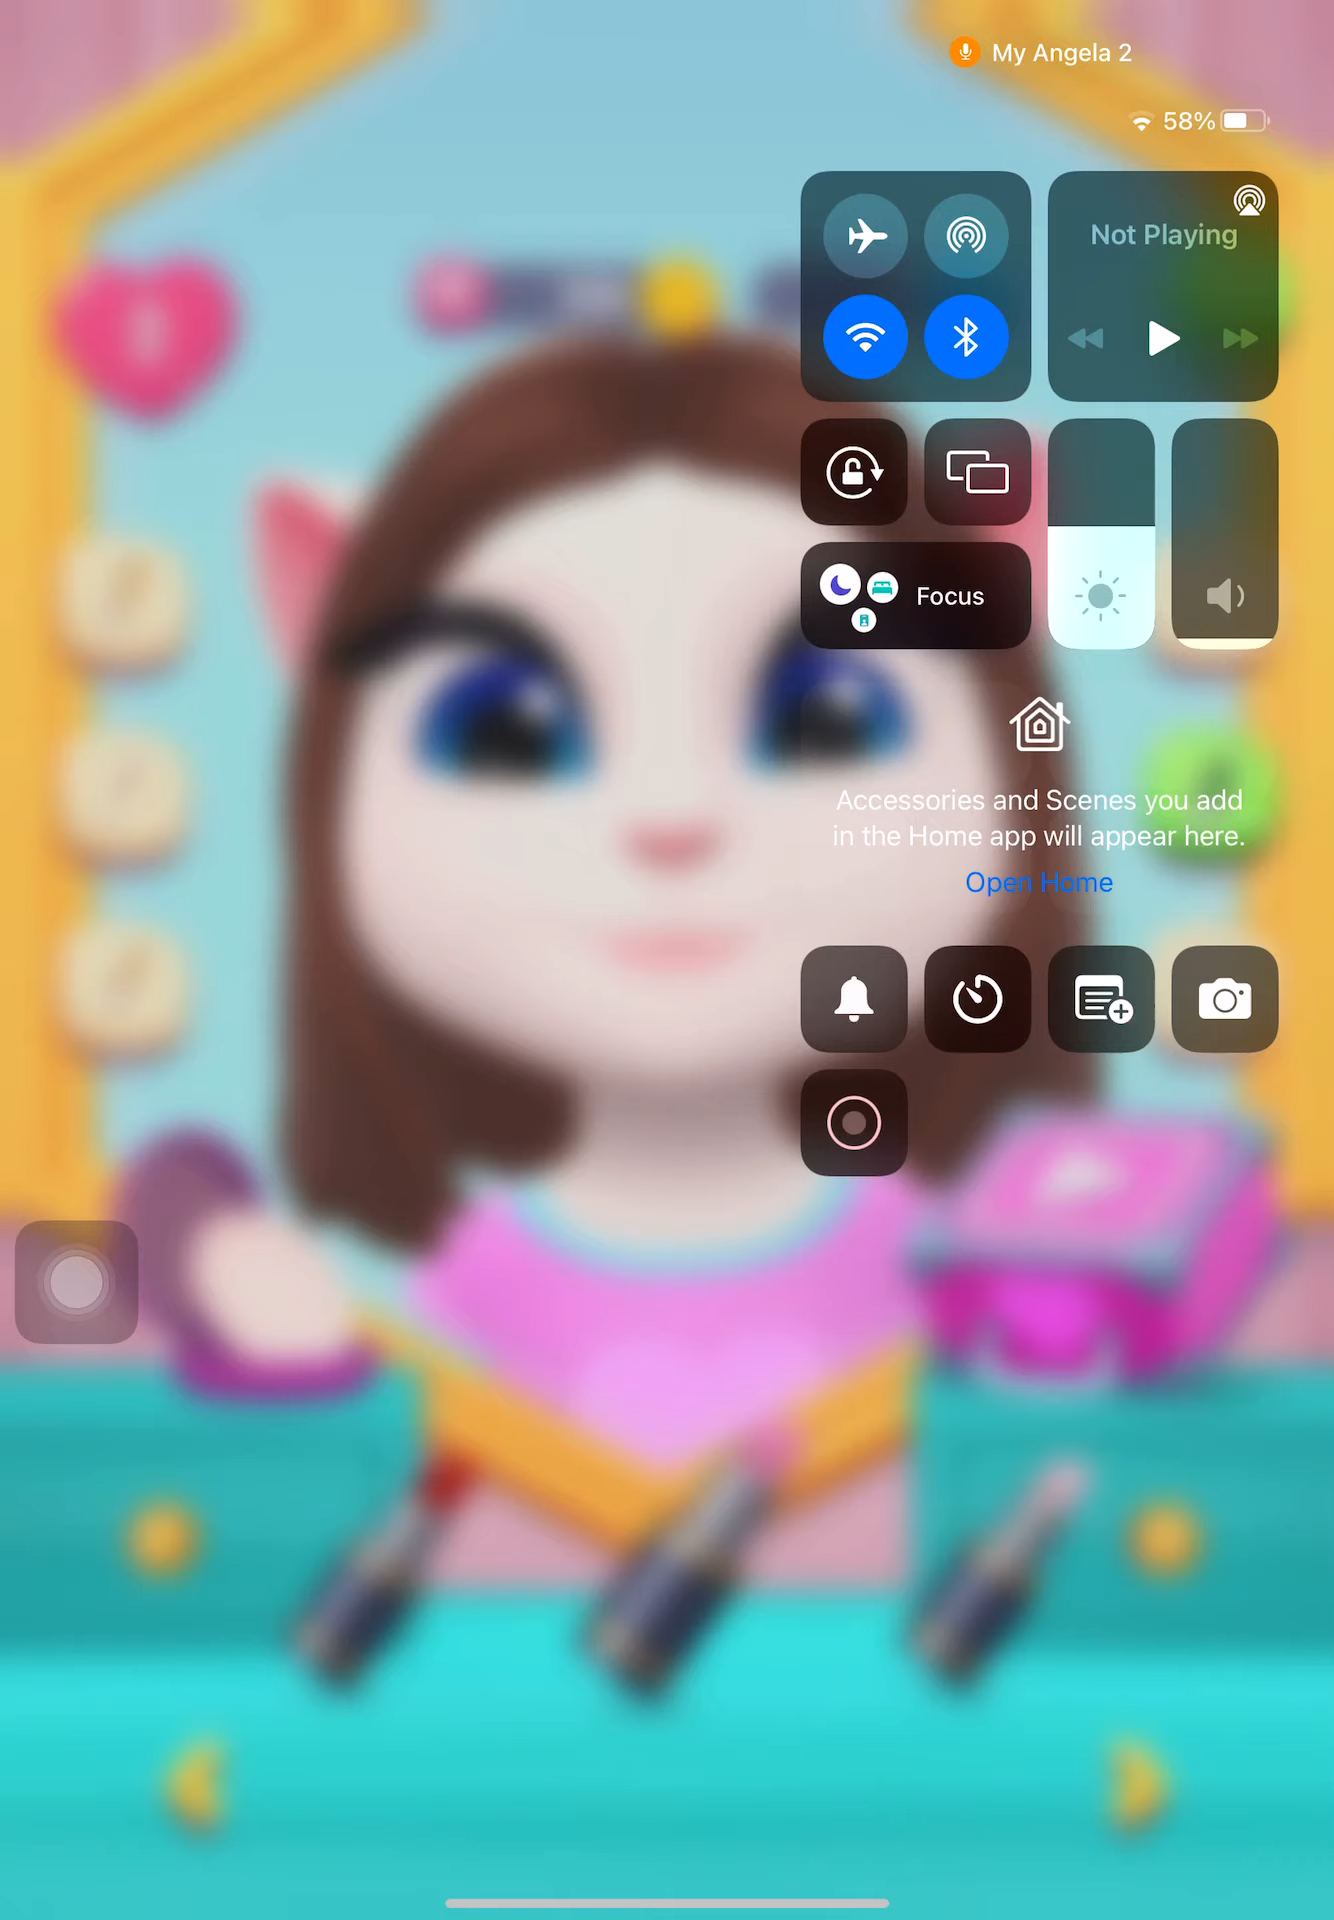 My Angela 2
58%
Not Playing
Focus
Accessories and Scenes you add
in the Home app will appear here.
Open Home